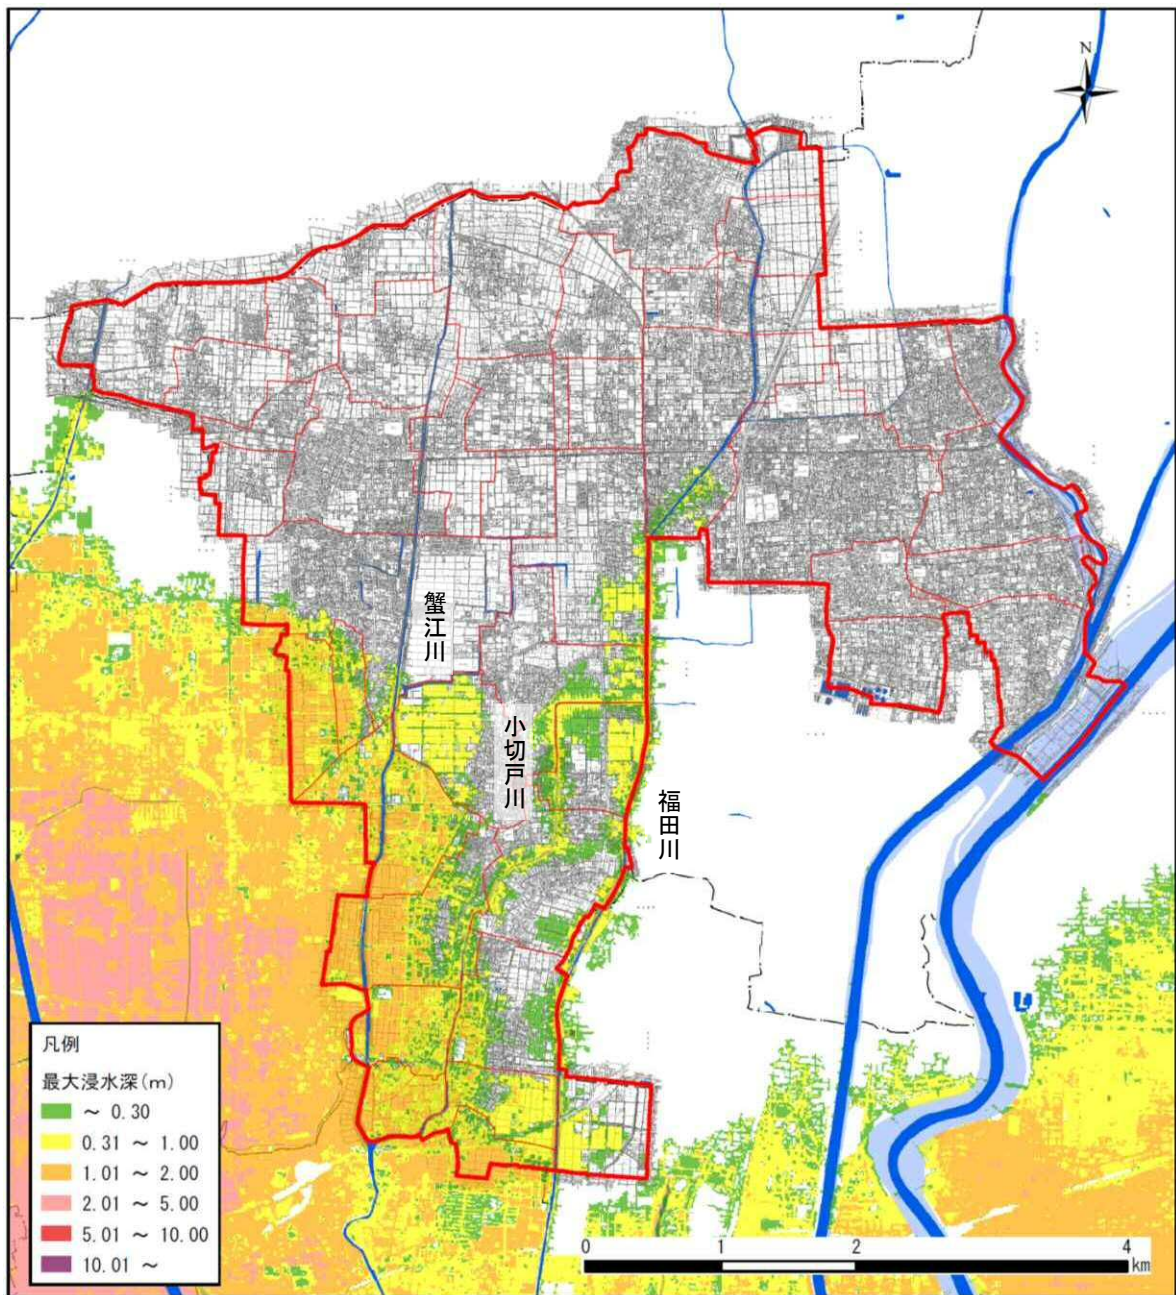 N
蟹江川
小切戸川
福田川
凡例
最大浸水深(m)
～ 0.30
0.31 ～ 1.00
1.01 ～ 2.00
2.01 ～ 5.00
5.01 ～ 10.00
10.01 ～
0 1 2 4
km